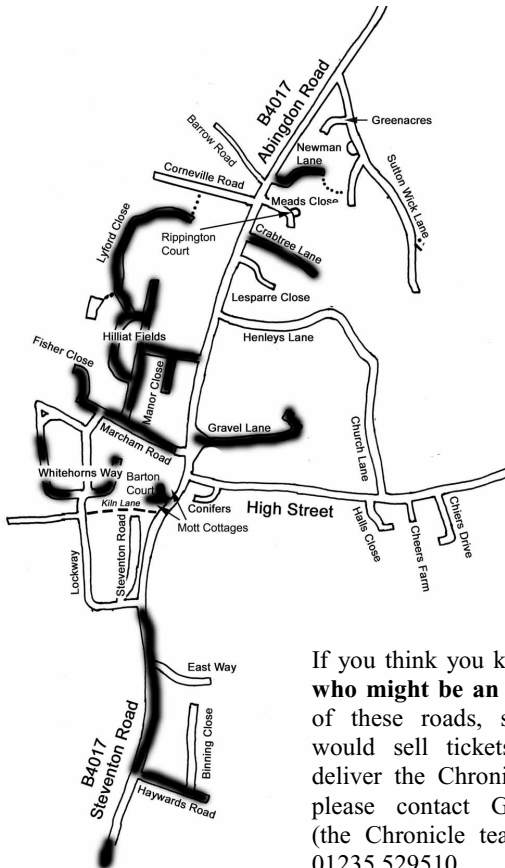 B4017
Abingdon Road
Greenacres
Barrow Road
Newman
Lane
Corneville Road
Sutton Wick Lane
Meads Close
Lyford Close
Rippington
Court
Crabtree Lane
Lesparre Close
Hilliat Fields
Henleys Lane
Fisher Close
Manor Close
Gravel Lane
Marcham Road
Church Lane
Whitehorns Way
Barton
Court
Kiln Lane
Conifers
High Street
Mott Cottages
Halls Close
Cheers Farm
Chiers Drive
Lockway
Steventon Road
East Way
Binning Close
B4017
Steventon Road
Haywards Road
If you think you k
who might be an
of these roads, s
would sell tickets
deliver the Chroni
please contact G
(the Chronicle tea
01235 529510